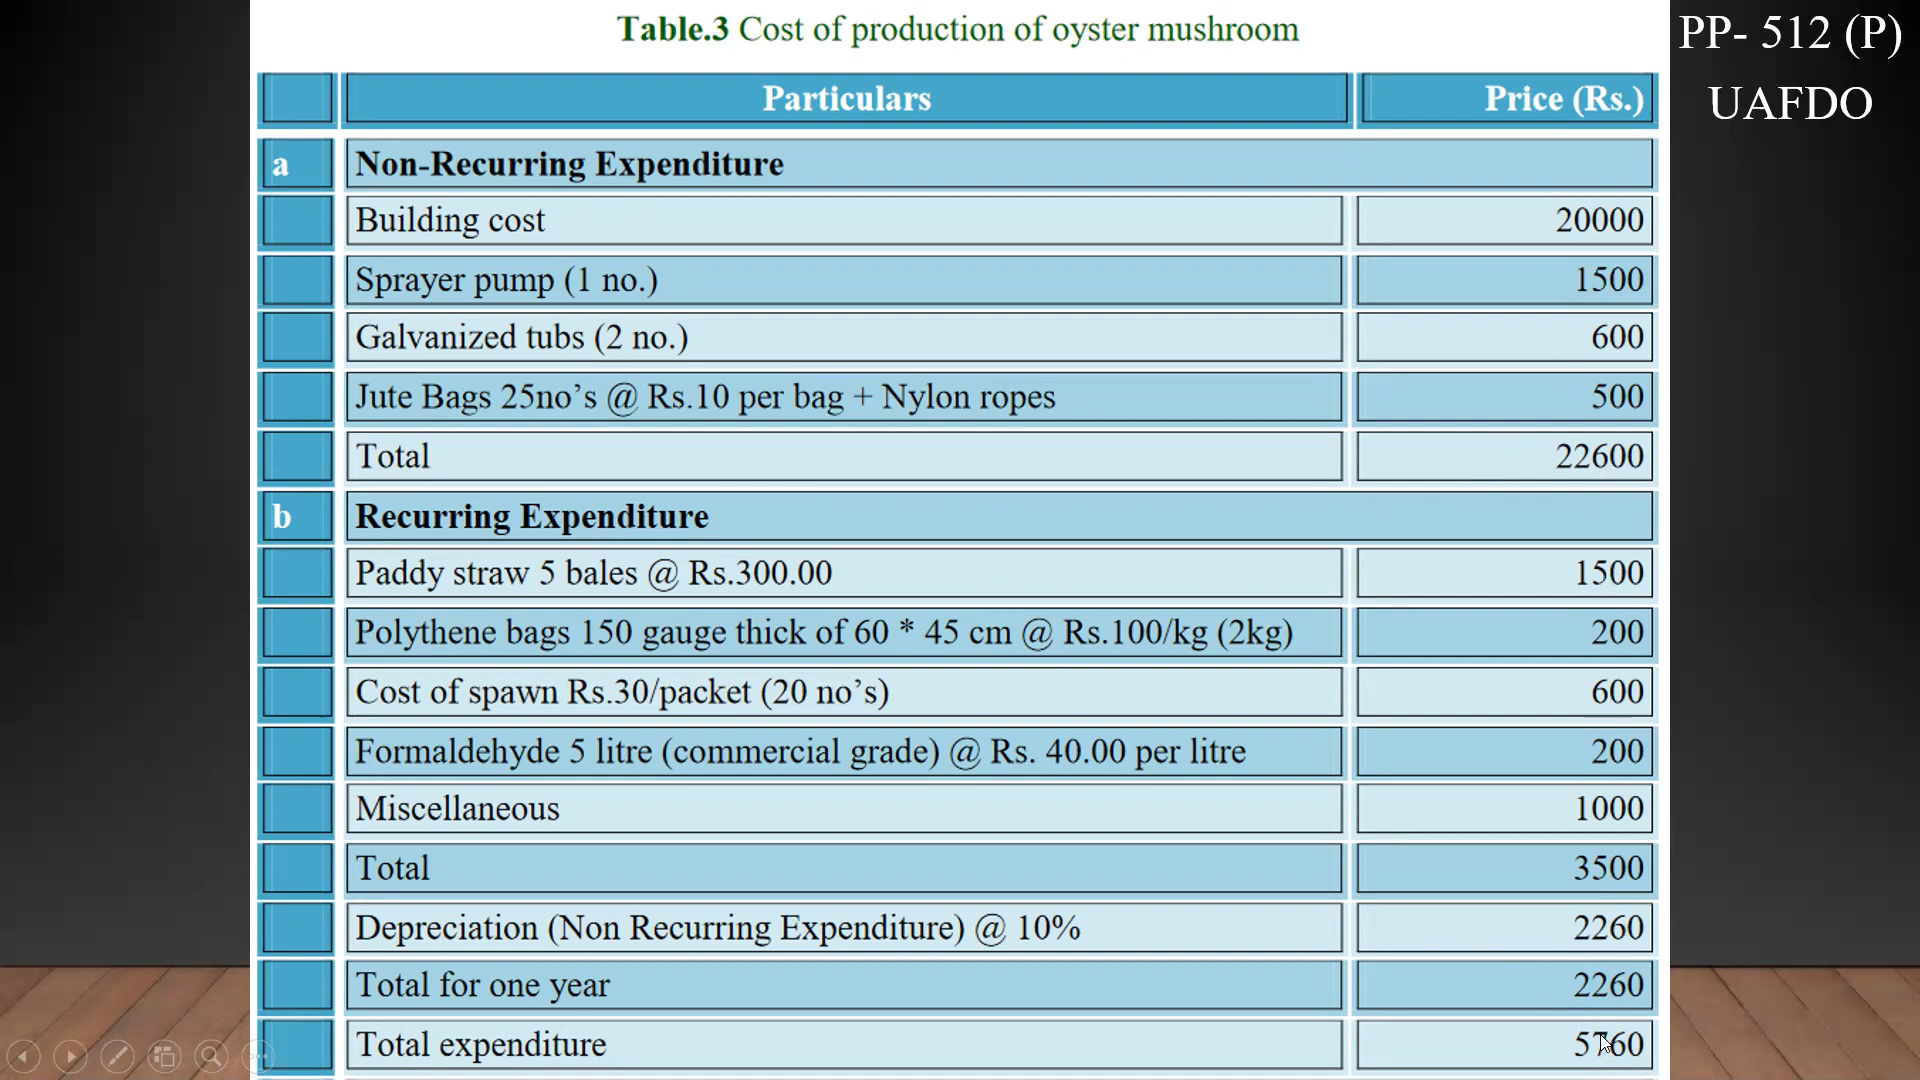 Table.3 Cost of production of oyster mushroom
PP- 512 (P)
UAFDO
Particulars Price (Rs.)
a Non-Recurring Expenditure
Building cost 20000
Sprayer pump (1 no.) 1500
Galvanized tubs (2 no.) 600
Jute Bags 25no’s @ Rs.10 per bag + Nylon ropes 500
Total 22600
b Recurring Expenditure
Paddy straw 5 bales @ Rs.300.00 1500
Polythene bags 150 gauge thick of 60 * 45 cm @ Rs.100/kg (2kg) 200
Cost of spawn Rs.30/packet (20 no’s) 600
Formaldehyde 5 litre (commercial grade) @ Rs. 40.00 per litre 200
Miscellaneous 1000
Total 3500
Depreciation (Non Recurring Expenditure) @ 10% 2260
Total for one year 2260
Total expenditure 5760